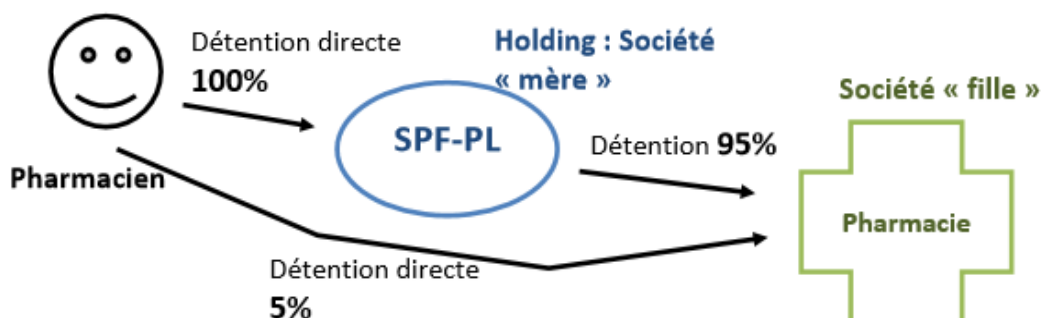 Détention directe
100%
Holding : Société
« mère »
Société « fille »
SPF-PL
Détention 95%
Pharmacien
Pharmacie
Détention directe
5%